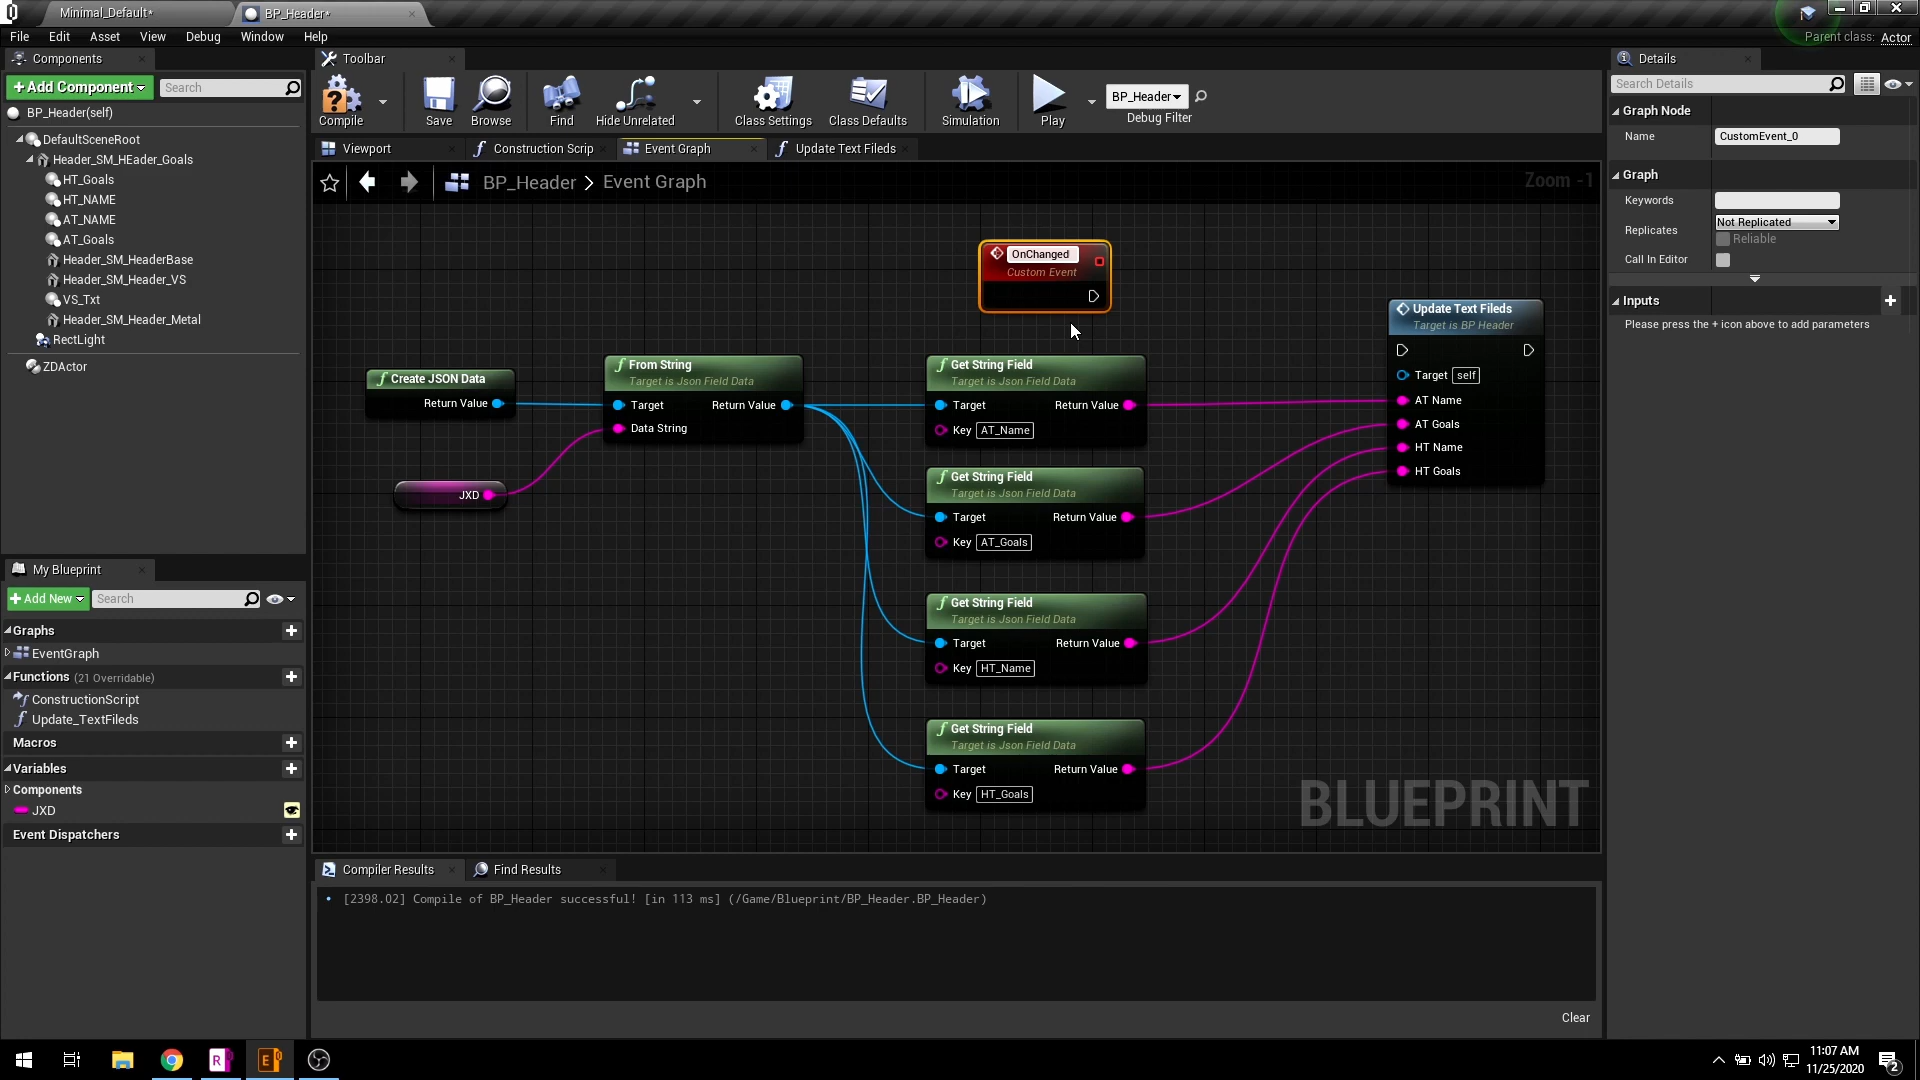 Minimal_Default*
BP_Header*
File Edit Asset View Debug Window Help
Parent class: Actor
Components
Add Component
Search
BP_Header(self)
DefaultSceneRoot
Header_SM_HEader_Goals
HT_Goals
HT_NAME
AT_NAME
AT_Goals
Header_SM_HeaderBase
Header_SM_Header_VS
VS_Txt
Header_SM_Header_Metal
RectLight
ZDActor
My Blueprint
Add New
Search
Graphs
EventGraph
Functions (21 Overridable)
ConstructionScript
Update_TextFileds
Macros
Variables
Components
JXD
Event Dispatchers
Toolbar
Compile
Save
Browse
Find
Hide Unrelated
Class Settings
Class Defaults
Simulation
Play
BP_Header
Debug Filter
Viewport
Construction Scrip
Event Graph
Update Text Fileds
BP_Header > Event Graph
Zoom -1
OnChanged
Custom Event
Create JSON Data
Return Value
JXD
From String
Target is Json Field Data
Target Return Value
Data String
Get String Field
Target is Json Field Data
Target Return Value
Key AT_Name
Get String Field
Target is Json Field Data
Target Return Value
Key AT_Goals
Get String Field
Target is Json Field Data
Target Return Value
Key HT_Name
Get String Field
Target is Json Field Data
Target Return Value
Key HT_Goals
Update Text Fileds
Target is BP Header
Target self
AT Name
AT Goals
HT Name
HT Goals
BLUEPRINT
Compiler Results
Find Results
[2398.02] Compile of BP_Header successful! [in 113 ms] (/Game/Blueprint/BP_Header.BP_Header)
Clear
Details
Search Details
Graph Node
Name CustomEvent_0
Graph
Keywords
Replicates Not Replicated
Reliable
Call In Editor
Inputs
Please press the + icon above to add parameters
11:07 AM
11/25/2020
2